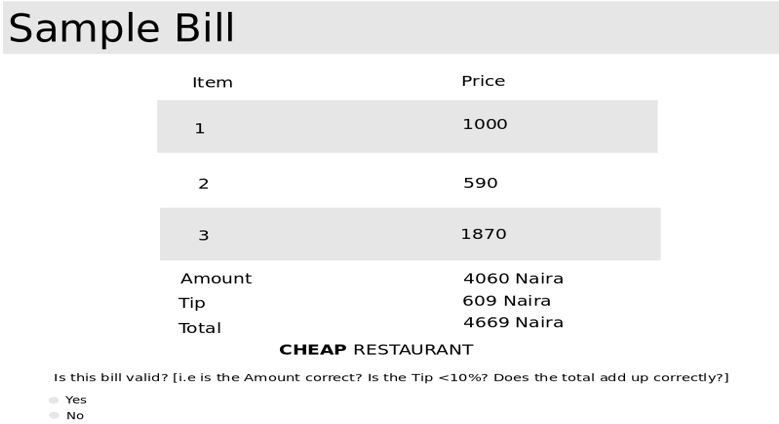 Sample Bill
Item Price
1 1000
2 590
3 1870
Amount 4060 Naira
Tip 609 Naira
Total 4669 Naira
CHEAP RESTAURANT
Is this bill valid? [i.e is the Amount correct? Is the Tip <10%? Does the total add up correctly?]
Yes
No